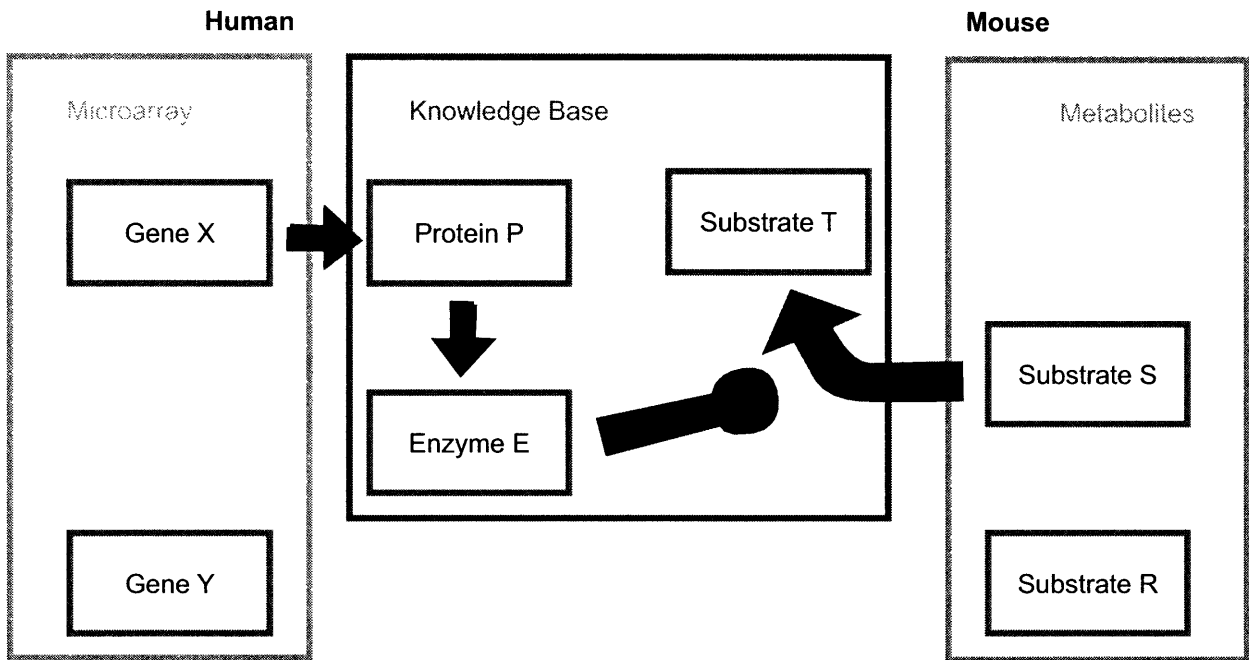 Human
Mouse
Microarray
Knowledge Base
Metabolites
Gene X
Protein P
Substrate T
Enzyme E
Substrate S
Gene Y
Substrate R